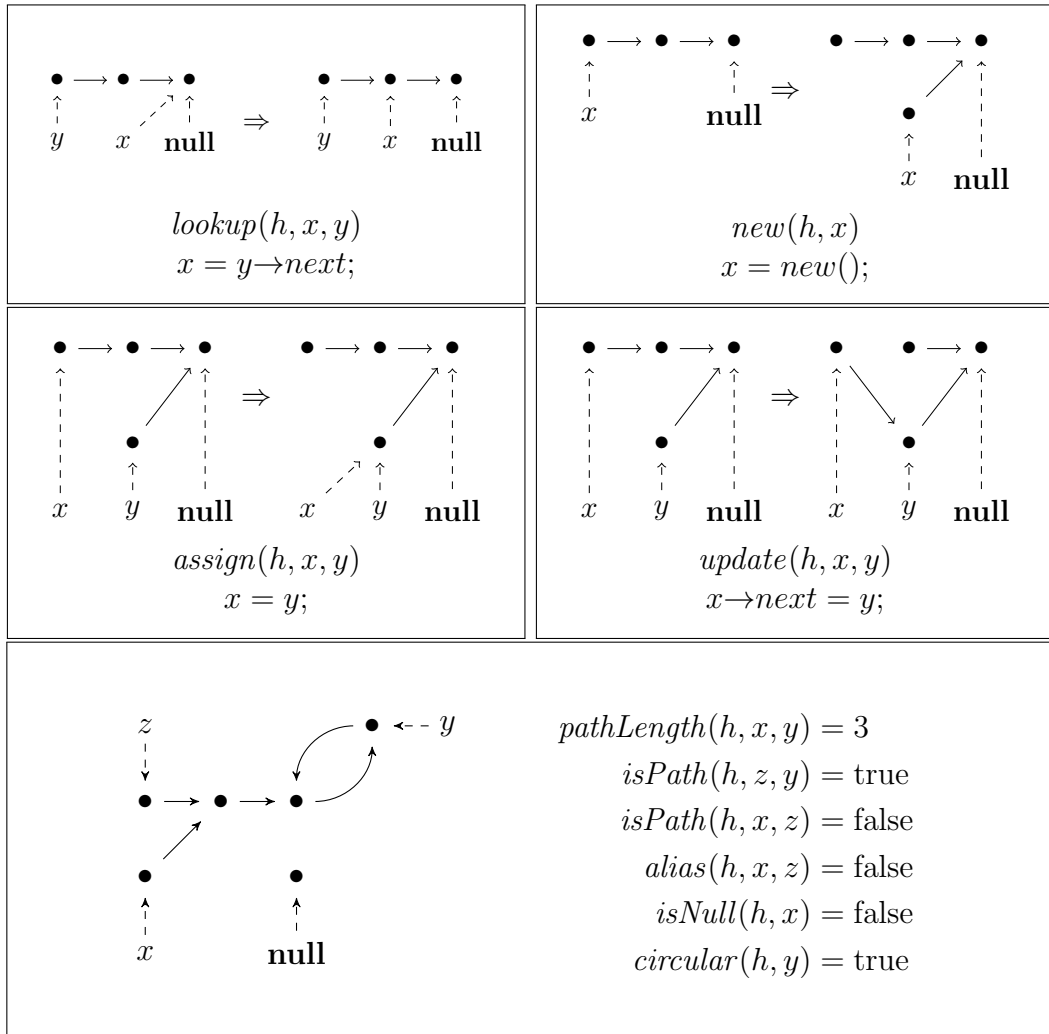 y x null ⇒ y x null
lookup(h, x, y)
x = y→next;
x null ⇒ x null
new(h, x)
x = new();
x y null ⇒ x y null
assign(h, x, y)
x = y;
x y null ⇒ x y null
update(h, x, y)
x→next = y;
z y
x null
pathLength(h, x, y) = 3
isPath(h, z, y) = true
isPath(h, x, z) = false
alias(h, x, z) = false
isNull(h, x) = false
circular(h, y) = true